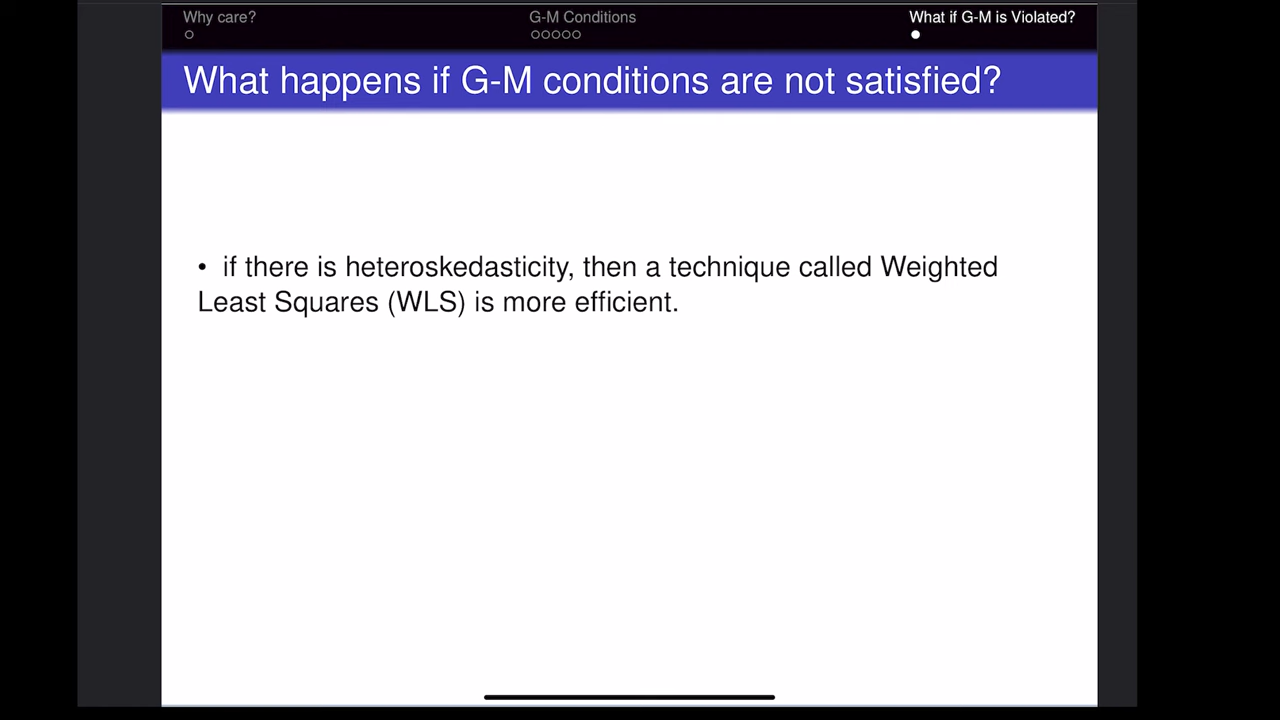 Why care?
G-M Conditions
What if G-M is Violated?
What happens if G-M conditions are not satisfied?
• if there is heteroskedasticity, then a technique called Weighted
Least Squares (WLS) is more efficient.